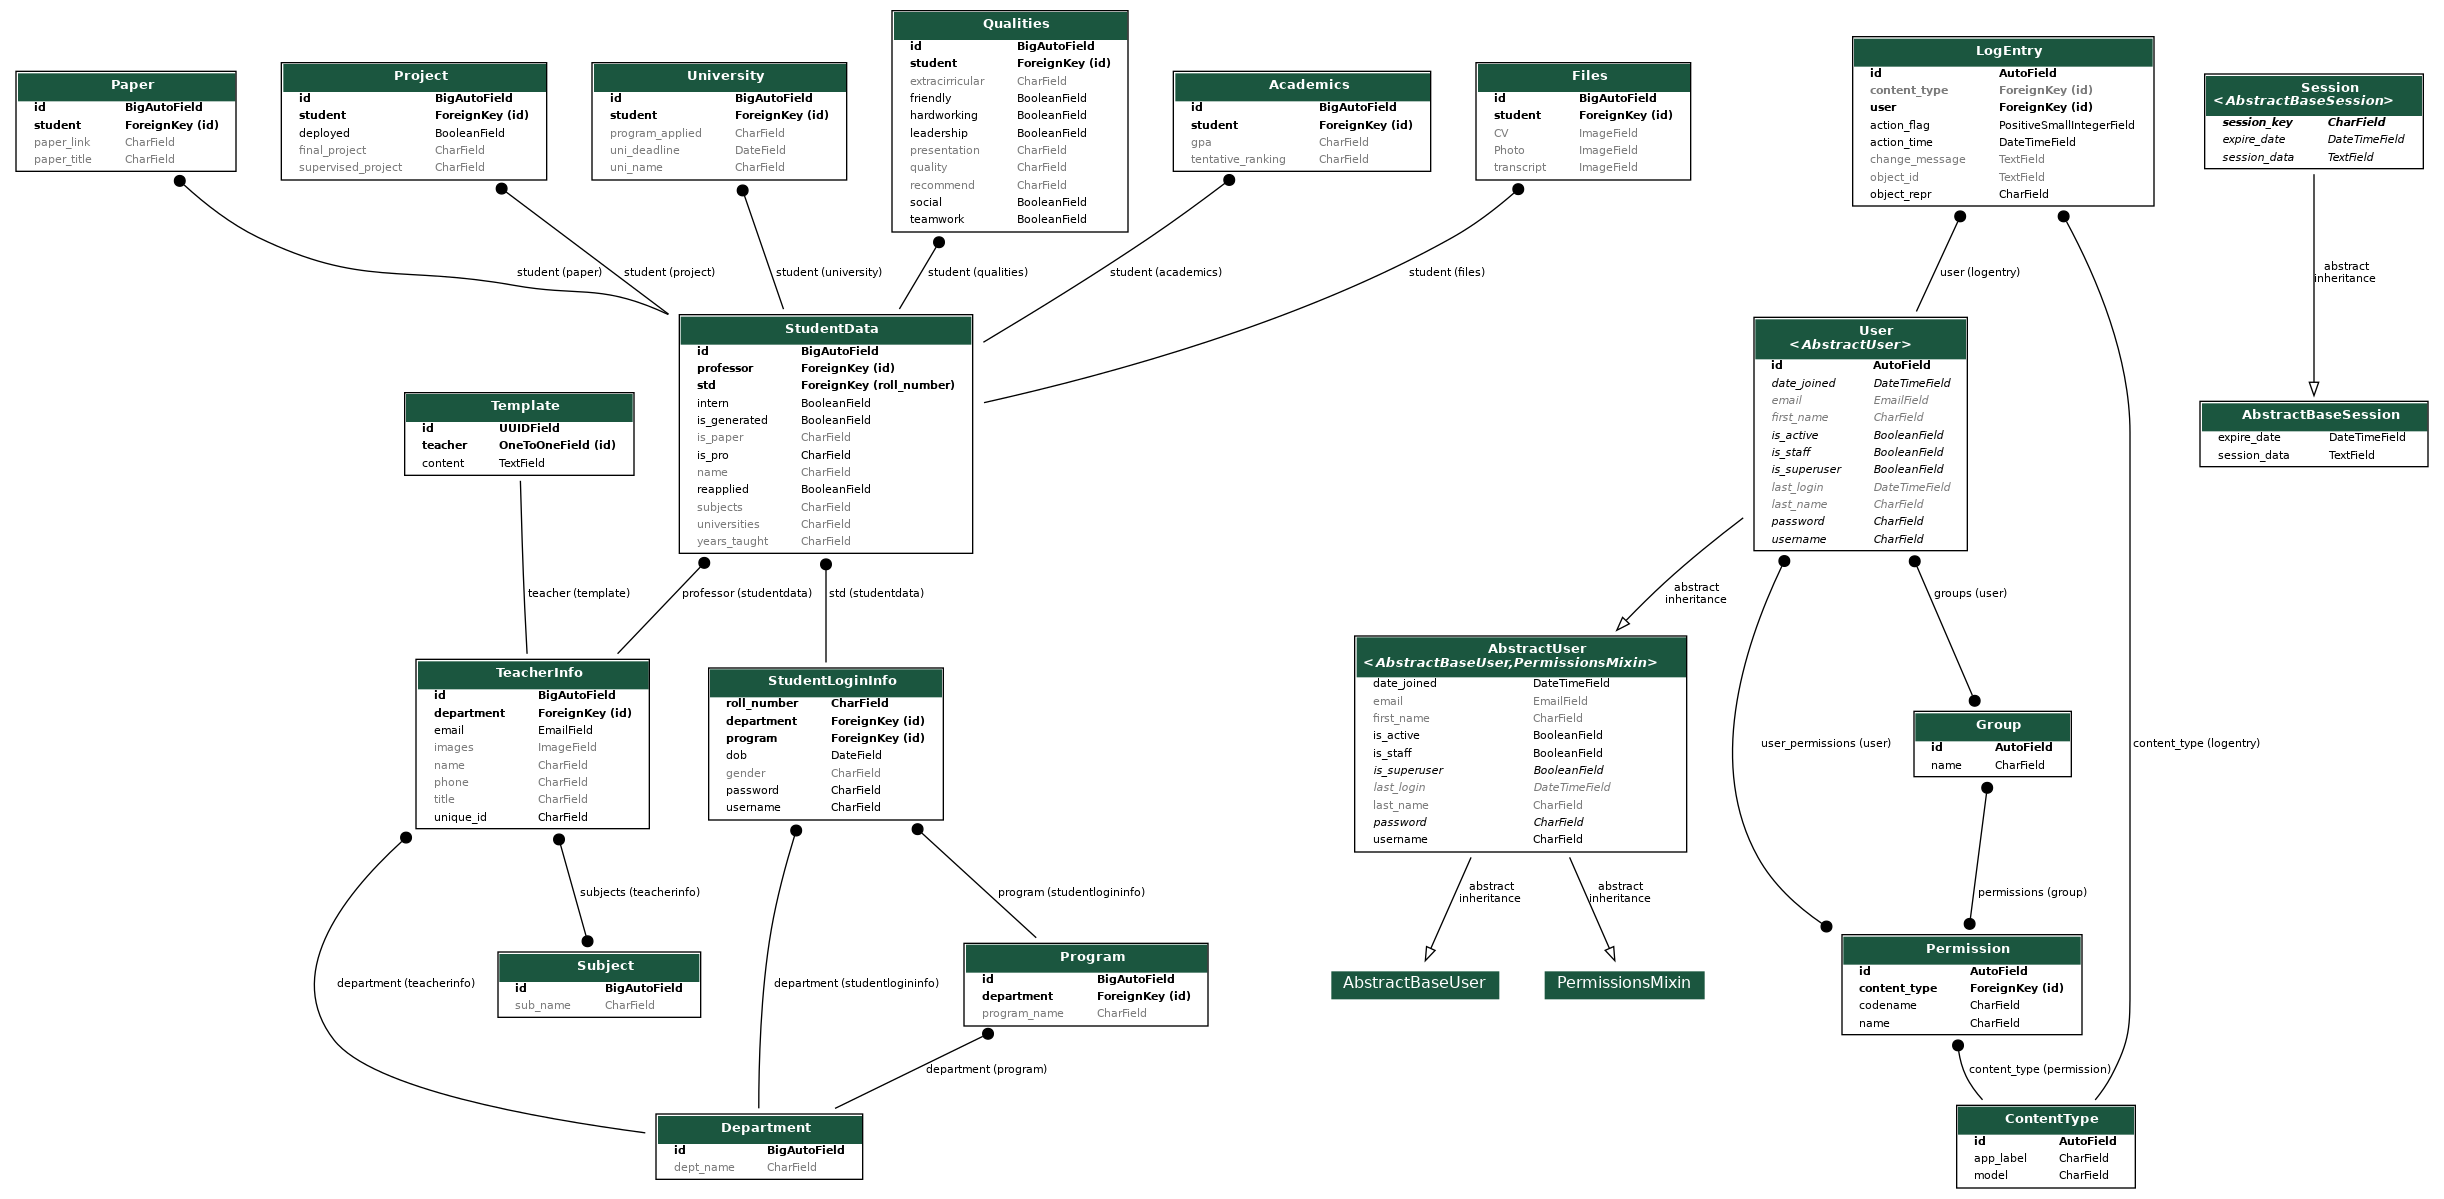 Paper
id BigAutoField
student ForeignKey (id)
paper_link CharField
paper_title CharField
Project
id BigAutoField
student ForeignKey (id)
deployed BooleanField
final_project CharField
supervised_project CharField
University
id BigAutoField
student ForeignKey (id)
program_applied CharField
uni_deadline DateField
uni_name CharField
Qualities
id BigAutoField
student ForeignKey (id)
extracirricular CharField
friendly BooleanField
hardworking BooleanField
leadership BooleanField
presentation CharField
quality CharField
recommend CharField
social BooleanField
teamwork BooleanField
Academics
id BigAutoField
student ForeignKey (id)
gpa CharField
tentative_ranking CharField
Files
id BigAutoField
student ForeignKey (id)
CV ImageField
Photo ImageField
transcript ImageField
LogEntry
id AutoField
content_type ForeignKey (id)
user ForeignKey (id)
action_flag PositiveSmallIntegerField
action_time DateTimeField
change_message TextField
object_id TextField
object_repr CharField
Session
<AbstractBaseSession>
session_key CharField
expire_date DateTimeField
session_data TextField
student (paper)
student (project)
student (university)
student (qualities)
student (academics)
student (files)
user (logentry)
abstract
inheritance
StudentData
id BigAutoField
professor ForeignKey (id)
std ForeignKey (roll_number)
intern BooleanField
is_generated BooleanField
is_paper CharField
is_pro CharField
name CharField
reapplied BooleanField
subjects CharField
universities CharField
years_taught CharField
Template
id UUIDField
teacher OneToOneField (id)
content TextField
User
<AbstractUser>
id AutoField
date_joined DateTimeField
email EmailField
first_name CharField
is_active BooleanField
is_staff BooleanField
is_superuser BooleanField
last_login DateTimeField
last_name CharField
password CharField
username CharField
AbstractBaseSession
expire_date DateTimeField
session_data TextField
teacher (template)
professor (studentdata)
std (studentdata)
abstract
inheritance
groups (user)
TeacherInfo
id BigAutoField
department ForeignKey (id)
email EmailField
images ImageField
name CharField
phone CharField
title CharField
unique_id CharField
StudentLoginInfo
roll_number CharField
department ForeignKey (id)
program ForeignKey (id)
dob DateField
gender CharField
password CharField
username CharField
AbstractUser
<AbstractBaseUser,PermissionsMixin>
date_joined DateTimeField
email EmailField
first_name CharField
is_active BooleanField
is_staff BooleanField
is_superuser BooleanField
last_login DateTimeField
last_name CharField
password CharField
username CharField
user_permissions (user)
Group
id AutoField
name CharField
content_type (logentry)
subjects (teacherinfo)
program (studentlogininfo)
abstract
inheritance
abstract
inheritance
permissions (group)
department (teacherinfo)
Subject
id BigAutoField
sub_name CharField
department (studentlogininfo)
Program
id BigAutoField
department ForeignKey (id)
program_name CharField
AbstractBaseUser
PermissionsMixin
Permission
id AutoField
content_type ForeignKey (id)
codename CharField
name CharField
department (program)
content_type (permission)
Department
id BigAutoField
dept_name CharField
ContentType
id AutoField
app_label CharField
model CharField